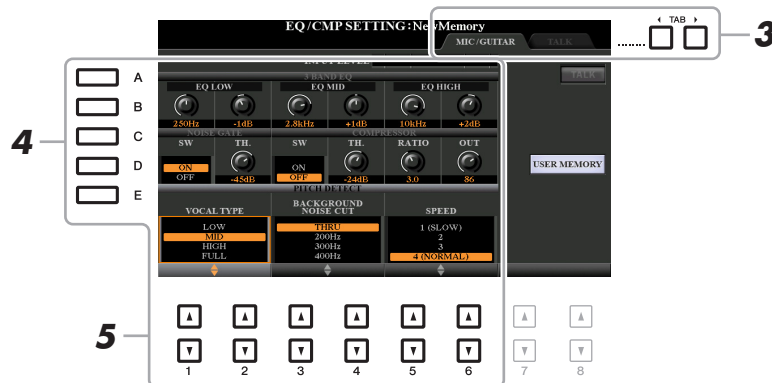 EQ/CMP SETTING:NewMemory
MIC/GUITAR TALK
TAB
3
INPUT LEVEL
3 BAND EQ
TALK
EQ LOW EQ MID EQ HIGH
250Hz -1dB 2.8kHz +1dB 10kHz +2dB
NOISE GATE COMPRESSOR
SW TH. SW TH. RATIO OUT
ON ON
OFF -45dB OFF -24dB 3.0 86
USER MEMORY
PITCH DETECT
VOCAL TYPE BACKGROUND NOISE CUT SPEED
LOW THRU 1 (SLOW)
MID 200Hz 2
HIGH 300Hz 3
FULL 400Hz 4 (NORMAL)
A
B
C
D
E
4
5
1 2 3 4 5 6 7 8